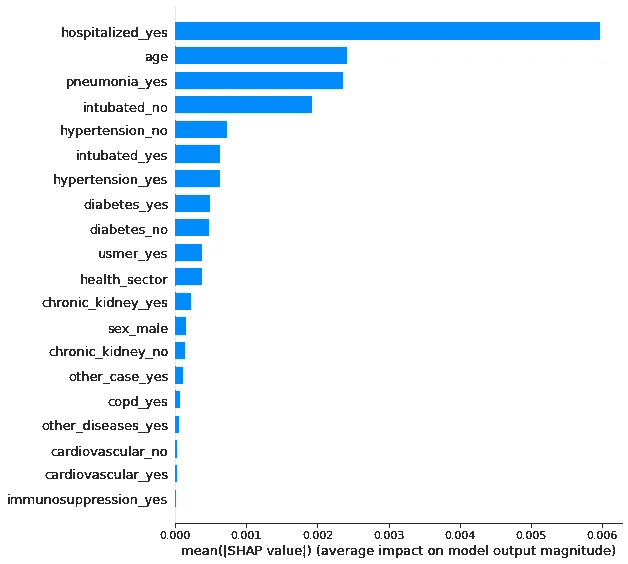 hospitalized_yes
age
pneumonia_yes
intubated_no
hypertension_no
intubated_yes
hypertension_yes
diabetes_yes
diabetes_no
usmer_yes
health_sector
chronic_kidney_yes
sex_male
chronic_kidney_no
other_case_yes
copd_yes
other_diseases_yes
cardiovascular_no
cardiovascular_yes
immunosuppression_yes
0.000 0.001 0.002 0.003 0.004 0.005 0.006
mean(|SHAP value|) (average impact on model output magnitude)